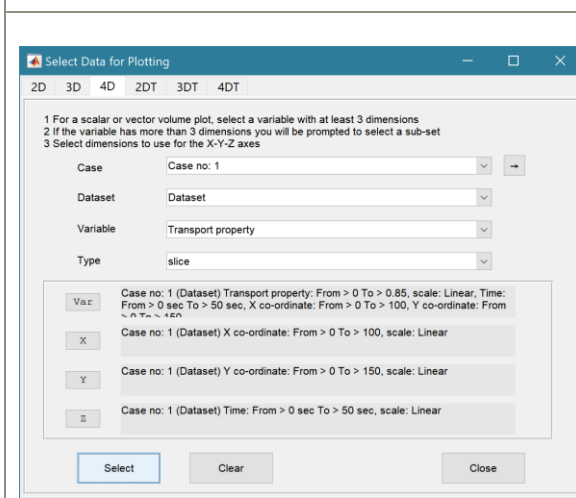 Select Data for Plotting
2D 3D 4D 2DT 3DT 4DT
1 For a scalar or vector volume plot, select a variable with at least 3 dimensions
2 If the variable has more than 3 dimensions you will be prompted to select a sub-set
3 Select dimensions to use for the X-Y-Z axes
Case Case no: 1 →
Dataset Dataset
Variable Transport property
Type slice
Var Case no: 1 (Dataset) Transport property: From > 0 To > 0.85, scale: Linear, Time:
From > 0 sec To > 50 sec, X co-ordinate: From > 0 To > 100, Y co-ordinate: From
> 0 To > 150
X Case no: 1 (Dataset) X co-ordinate: From > 0 To > 100, scale: Linear
Y Case no: 1 (Dataset) Y co-ordinate: From > 0 To > 150, scale: Linear
Z Case no: 1 (Dataset) Time: From > 0 sec To > 50 sec, scale: Linear
Select Clear Close